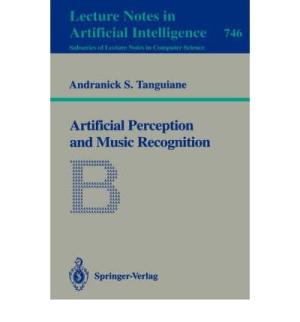 Lecture Notes in
Artificial Intelligence 746
Subseries of Lecture Notes in Computer Science
Andranick S. Tanguiane
Artificial Perception
and Music Recognition
B
Springer-Verlag